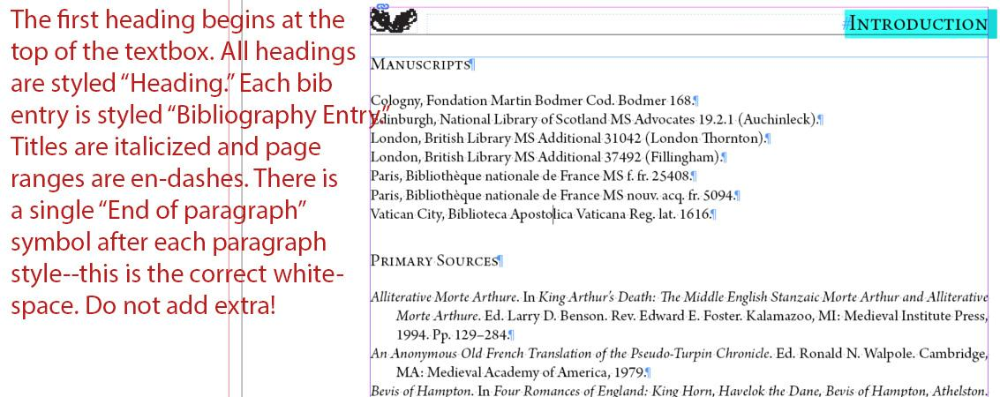 The first heading begins at the
top of the textbox. All headings
are styled “Heading.” Each bib
entry is styled “Bibliography Entry.”
Titles are italicized and page
ranges are en-dashes. There is
a single “End of paragraph”
symbol after each paragraph
style--this is the correct white-
space. Do not add extra!
#Introduction
Manuscripts¶
Cologny, Fondation Martin Bodmer Cod. Bodmer 168.¶
Edinburgh, National Library of Scotland MS Advocates 19.2.1 (Auchinleck).¶
London, British Library MS Additional 31042 (London Thornton).¶
London, British Library MS Additional 37492 (Fillingham).¶
Paris, Bibliothèque nationale de France MS f. fr. 25408.¶
Paris, Bibliothèque nationale de France MS nouv. acq. fr. 5094.¶
Vatican City, Biblioteca Apostolica Vaticana Reg. lat. 1616.¶
Primary Sources¶
Alliterative Morte Arthure. In King Arthur’s Death: The Middle English Stanzaic Morte Arthur and Alliterative
Morte Arthure. Ed. Larry D. Benson. Rev. Edward E. Foster. Kalamazoo, MI: Medieval Institute Press,
1994. Pp. 129–284.¶
An Anonymous Old French Translation of the Pseudo-Turpin Chronicle. Ed. Ronald N. Walpole. Cambridge,
MA: Medieval Academy of America, 1979.¶
Bevis of Hampton. In Four Romances of England: King Horn, Havelok the Dane, Bevis of Hampton, Athelston.